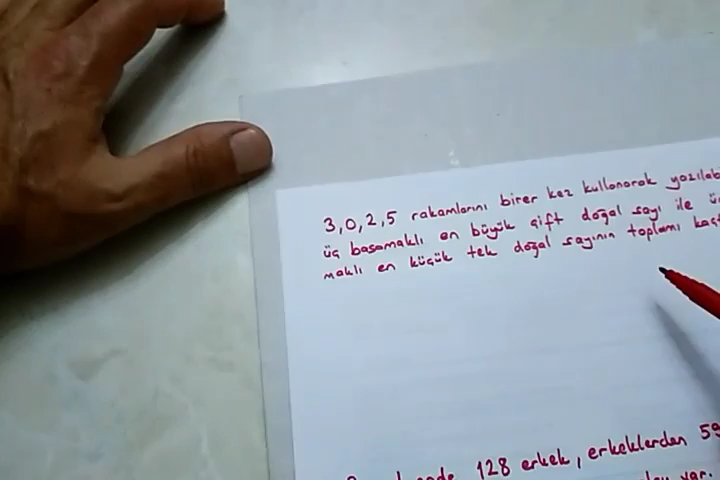 3,0,2,5 rakamlarını birer kez kullanarak yazılab
üç basamaklı en büyük çift doğal sayı ile ü
maklı en küçük tek doğal sayının toplamı kaç
128 erkek, erkeklerden 59
var.